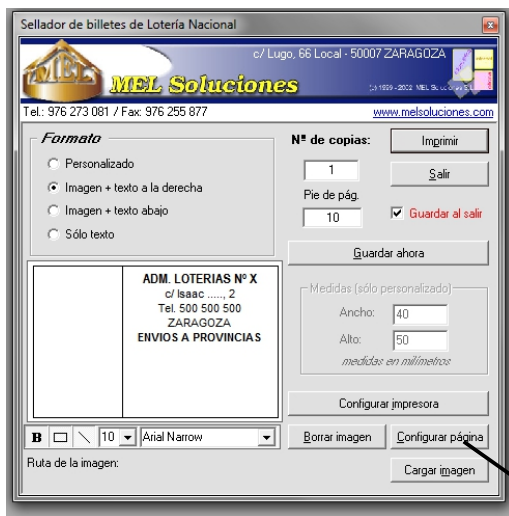 Sellador de billetes de Lotería Nacional
c/ Lugo, 66 Local - 50007 ZARAGOZA
MEL
MEL Soluciones
Tel.: 976 273 081 / Fax: 976 255 877
www.melsoluciones.com
Formato
Personalizado
Imagen + texto a la derecha
Imagen + texto abajo
Sólo texto
Nº de copias:
1
Pie de pág.
10
Imprimir
Salir
Guardar al salir
Guardar ahora
ADM. LOTERIAS Nº X
c/ Isaac ....., 2
Tel. 500 500 500
ZARAGOZA
ENVIOS A PROVINCIAS
Medidas (sólo personalizado)
Ancho: 40
Alto: 50
medidas en milímetros
Configurar impresora
B 10 Arial Narrow
Borrar imagen
Configurar página
Ruta de la imagen:
Cargar imagen